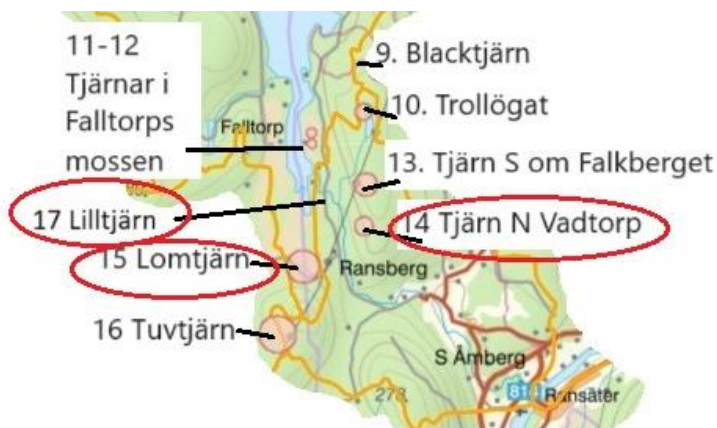 11-12
Tjärnar i
Falltorps
mossen
9. Blacktjärn
10. Trollögat
Falltorp
13. Tjärn S om Falkberget
17 Lilltjärn
14 Tjärn N Vadtorp
15 Lomtjärn
Ransberg
16 Tuvtjärn
S Åmberg
278
81
Ransäter